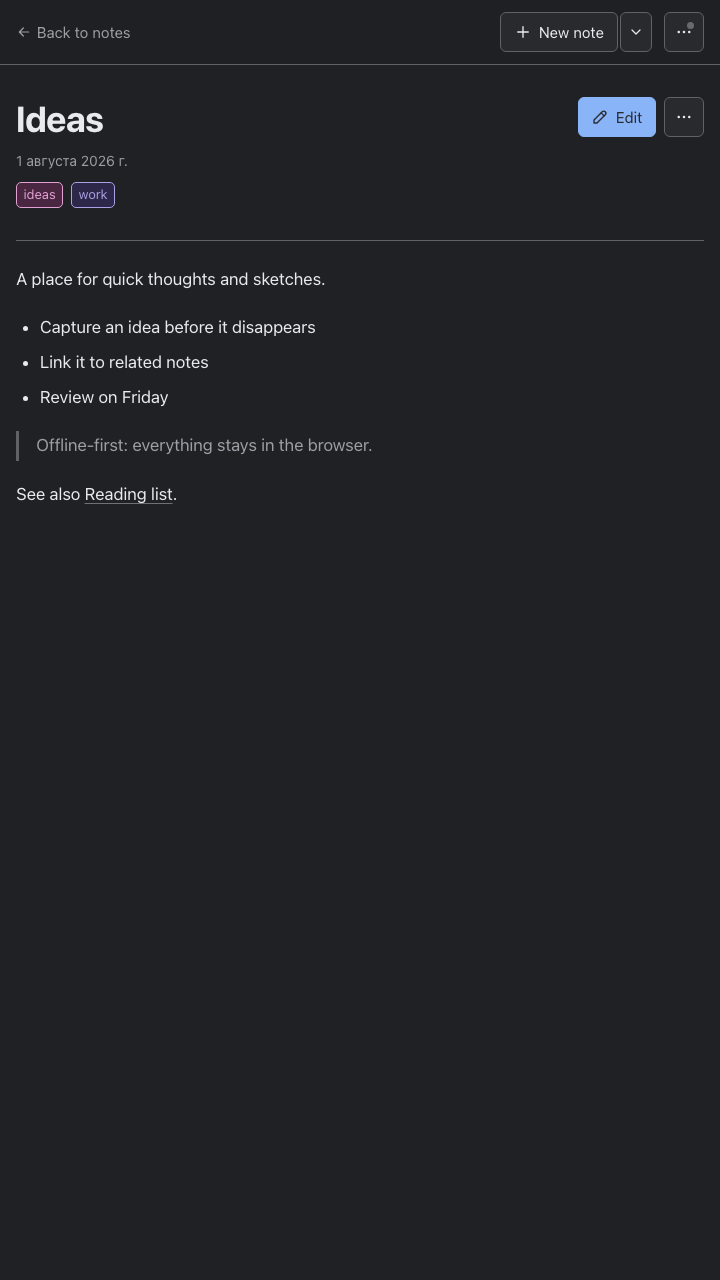 Back to notes
New note
Ideas
Edit
1 августа 2026 г.
ideas
work
A place for quick thoughts and sketches.
Capture an idea before it disappears
Link it to related notes
Review on Friday
Offline-first: everything stays in the browser.
See also Reading list.